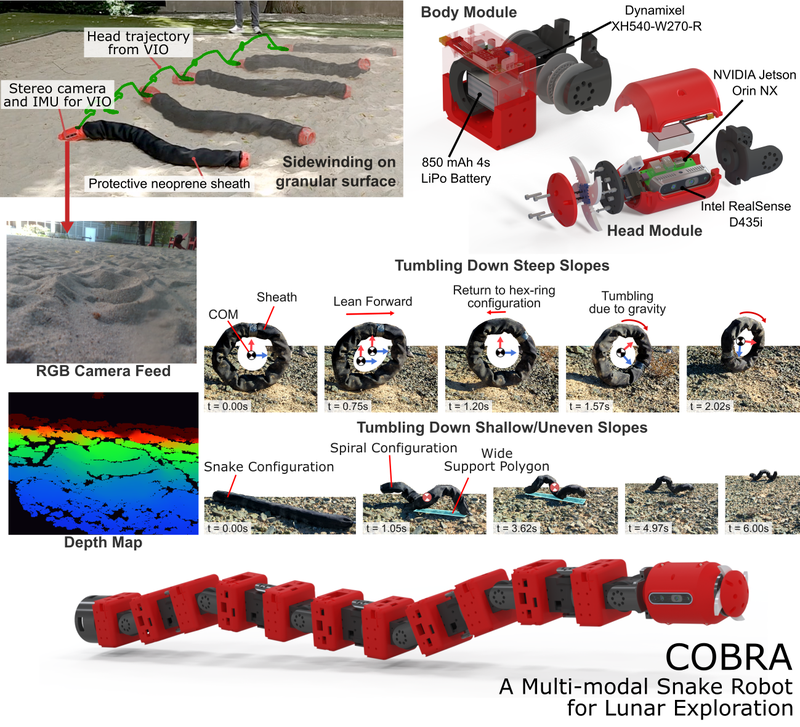 Head trajectory
from VIO
Stereo camera
and IMU for VIO
Protective neoprene sheath
Sidewinding on
granular surface
Body Module
Dynamixel
XH540-W270-R
NVIDIA Jetson
Orin NX
850 mAh 4s
LiPo Battery
Intel RealSense
D435i
Head Module
RGB Camera Feed
Depth Map
Tumbling Down Steep Slopes
COM
Sheath
Lean Forward
Return to hex-ring
configuration
Tumbling
due to gravity
t = 0.00s
t = 0.75s
t = 1.20s
t = 1.57s
t = 2.02s
Tumbling Down Shallow/Uneven Slopes
Snake Configuration
Spiral Configuration
Wide
Support Polygon
t = 0.00s
t = 1.05s
t = 3.62s
t = 4.97s
t = 6.00s
COBRA
A Multi-modal Snake Robot
for Lunar Exploration